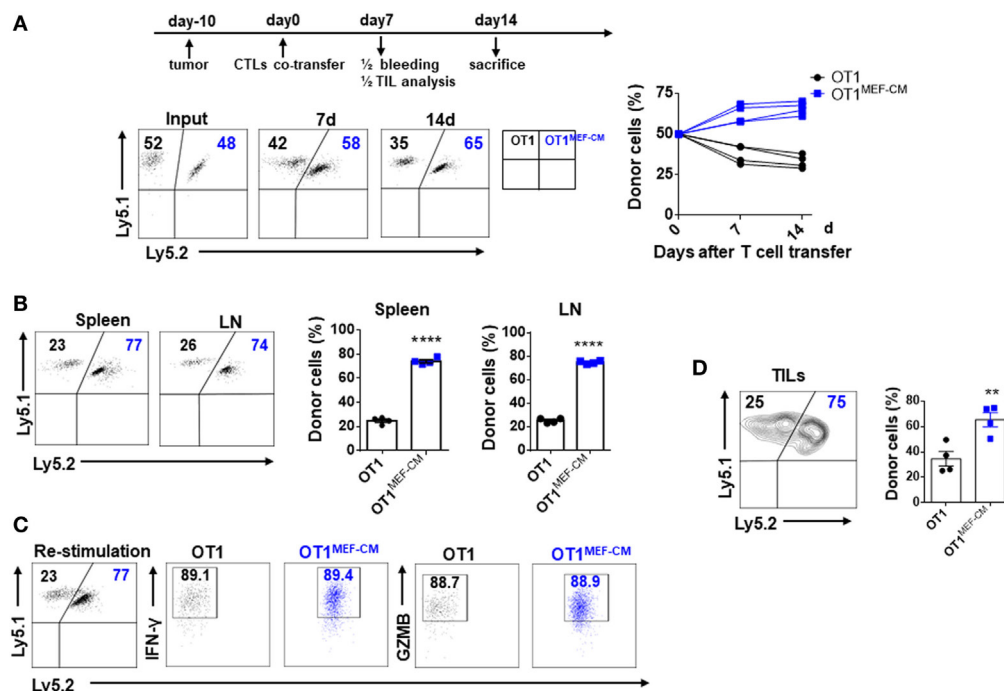 A
day-10 day0 day7 day14
tumor CTLs co-transfer ½ bleeding sacrifice
½ TIL analysis
Input 7d 14d
52 48 42 58 35 65 OT1 OT1MEF-CM
Ly5.1
Ly5.2
OT1
OT1MEF-CM
Donor cells (%)
75
50
25
0
0 7 14 d
Days after T cell transfer
B
Spleen LN
23 77 26 74
Ly5.1
Ly5.2
Spleen
Donor cells (%)
100
80
60
40
20
0
****
OT1 OT1MEF-CM
LN
Donor cells (%)
100
80
60
40
20
0
****
OT1 OT1MEF-CM
C
Re-stimulation OT1 OT1MEF-CM OT1 OT1MEF-CM
23 77 89.1 89.4 88.7 88.9
Ly5.1 IFN-γ GZMB
Ly5.2
D
TILs
25 75
Ly5.1
Ly5.2
Donor cells (%)
100
80
60
40
20
0
**
OT1 OT1MEF-CM